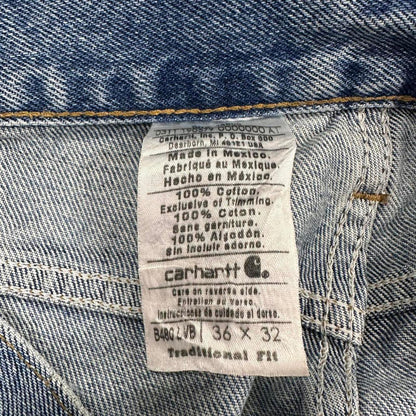 Carhartt, Inc. P.O. Box 600
Dearborn, MI 48121 USA
Made in Mexico.
Fabriqué au Mexique.
Hecho en México.
100% Cotton.
Exclusive of Trimming.
100% Coton.
Sans garniture.
100% Algodón.
Sin incluir adorno.
carhartt
Care on reverse side.
Entretien au verso.
Instrucciones de cuidado al dorso.
B480 LVB 36 X 32
Traditional Fit